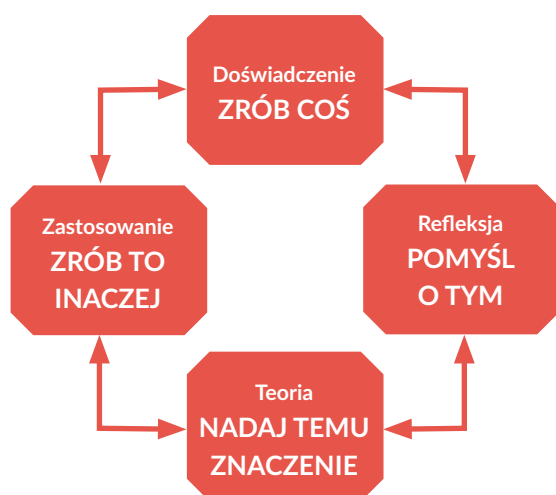 Doświadczenie
ZRÓB COŚ
Zastosowanie
ZRÓB TO
INACZEJ
Refleksja
POMYŚL
O TYM
Teoria
NADAJ TEMU
ZNACZENIE